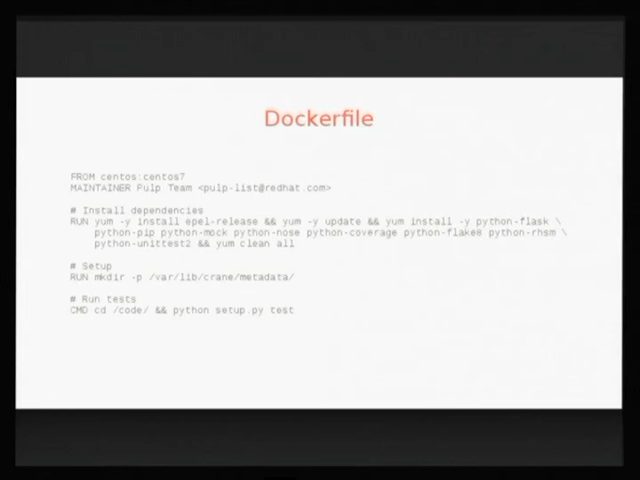 Dockerfile
FROM centos:centos7
MAINTAINER Pulp Team <pulp-list@redhat.com>
# Install dependencies
RUN yum -y install epel-release && yum -y update && yum install -y python-flask \
python-pip python-mock python-nose python-coverage python-flake8 python-rhsm \
python-unittest2 && yum clean all
# Setup
RUN mkdir -p /var/lib/crane/metadata/
# Run tests
CMD cd /code/ && python setup.py test